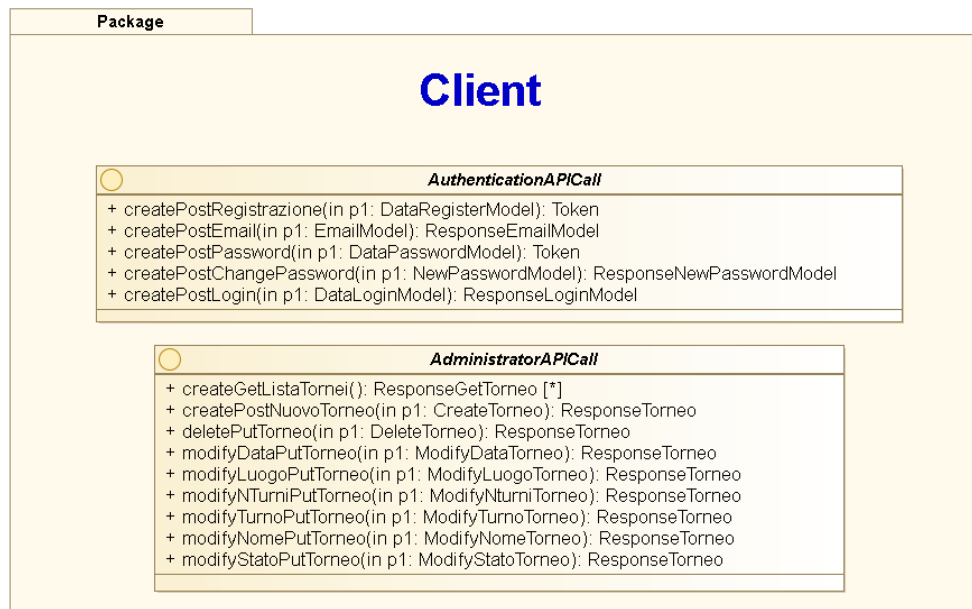 Package
Client
AuthenticationAPICall
+ createPostRegistrazione(in p1: DataRegisterModel): Token
+ createPostEmail(in p1: EmailModel): ResponseEmailModel
+ createPostPassword(in p1: DataPasswordModel): Token
+ createPostChangePassword(in p1: NewPasswordModel): ResponseNewPasswordModel
+ createPostLogin(in p1: DataLoginModel): ResponseLoginModel
AdministratorAPICall
+ createGetListaTornei(): ResponseGetTorneo [*]
+ createPostNuovoTorneo(in p1: CreateTorneo): ResponseTorneo
+ deletePutTorneo(in p1: DeleteTorneo): ResponseTorneo
+ modifyDataPutTorneo(in p1: ModifyDataTorneo): ResponseTorneo
+ modifyLuogoPutTorneo(in p1: ModifyLuogoTorneo): ResponseTorneo
+ modifyNTurniPutTorneo(in p1: ModifyNturniTorneo): ResponseTorneo
+ modifyTurnoPutTorneo(in p1: ModifyTurnoTorneo): ResponseTorneo
+ modifyNomePutTorneo(in p1: ModifyNomeTorneo): ResponseTorneo
+ modifyStatoPutTorneo(in p1: ModifyStatoTorneo): ResponseTorneo